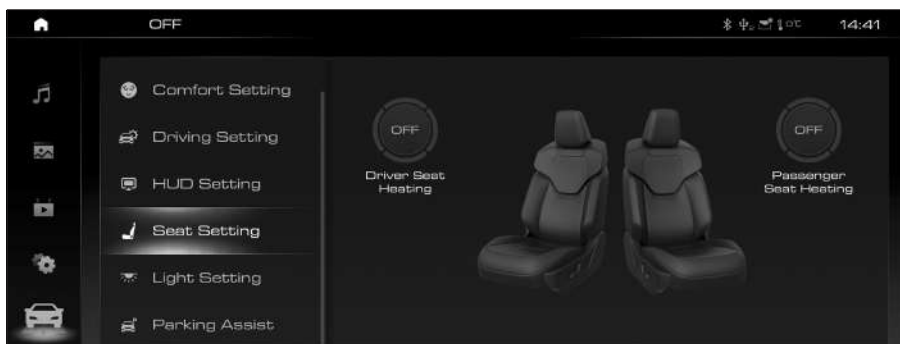 OFF
0°C
14:41
Comfort Setting
Driving Setting
HUD Setting
Seat Setting
Light Setting
Parking Assist
OFF
Driver Seat
Heating
OFF
Passenger
Seat Heating